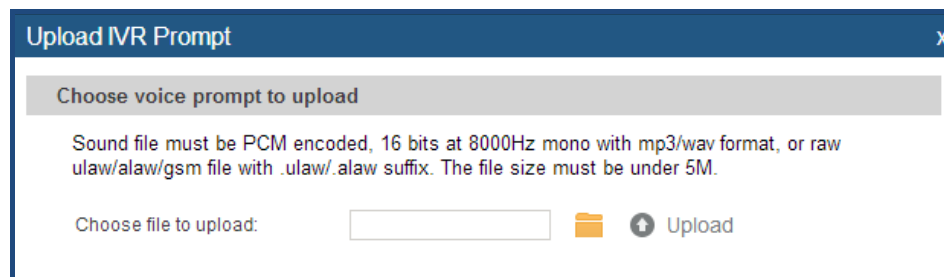 Upload IVR Prompt x
Choose voice prompt to upload
Sound file must be PCM encoded, 16 bits at 8000Hz mono with mp3/wav format, or raw
ulaw/alaw/gsm file with .ulaw/.alaw suffix. The file size must be under 5M.
Choose file to upload: Upload